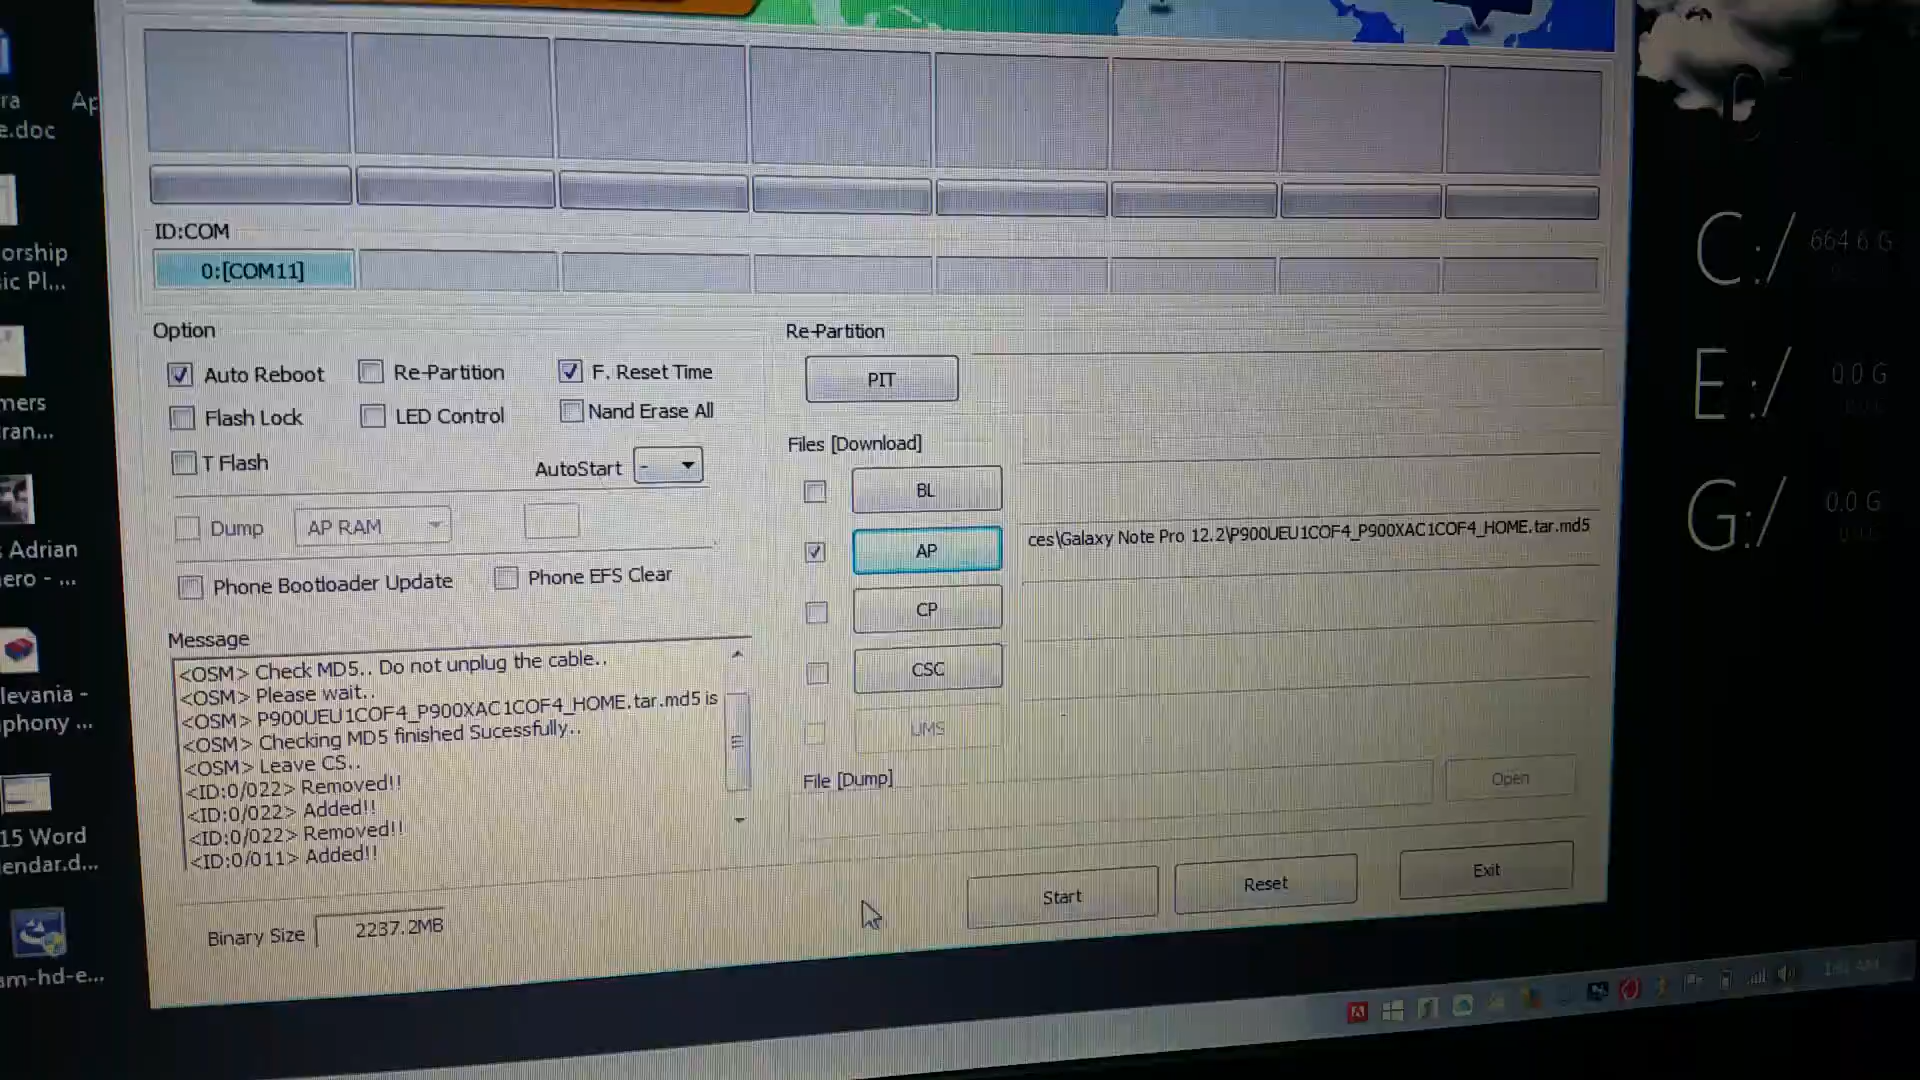 ra
Ap
e.doc
orship
ic Pl...
mers
ran...
s Adrian
ero - ...
levania -
phony ...
15 Word
lendar.d...
am-hd-e...
ID:COM
0:[COM11]
Option
Auto Reboot
Re-Partition
F. Reset Time
Flash Lock
LED Control
Nand Erase All
T Flash
AutoStart
-
Dump
AP RAM
Phone Bootloader Update
Phone EFS Clear
Message
<OSM> Check MD5.. Do not unplug the cable..
<OSM> Please wait..
<OSM> P900UEU1COF4_P900XAC1COF4_HOME.tar.md5 is
<OSM> Checking MD5 finished Sucessfully..
<OSM> Leave CS..
<ID:0/022> Removed!!
<ID:0/022> Added!!
<ID:0/022> Removed!!
<ID:0/011> Added!!
Binary Size
2237.2MB
Re-Partition
PIT
Files [Download]
BL
AP
ces\Galaxy Note Pro 12.2\P900UEU1COF4_P900XAC1COF4_HOME.tar.md5
CP
CSC
UMS
File [Dump]
Open
Start
Reset
Exit
C:/
664.6 G
E:/
0.0 G
G:/
0.0 G